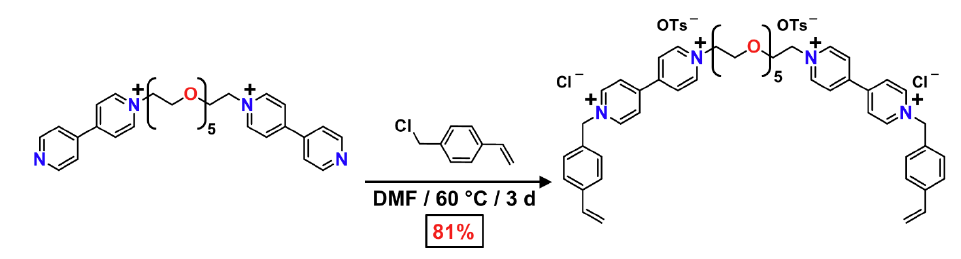 OTs⁻ OTs⁻
+ O + N ( ) 5 N
Cl⁻ Cl⁻
+ N ( O ) 5 + N
+ N + N
N N
Cl
DMF / 60 °C / 3 d
81%